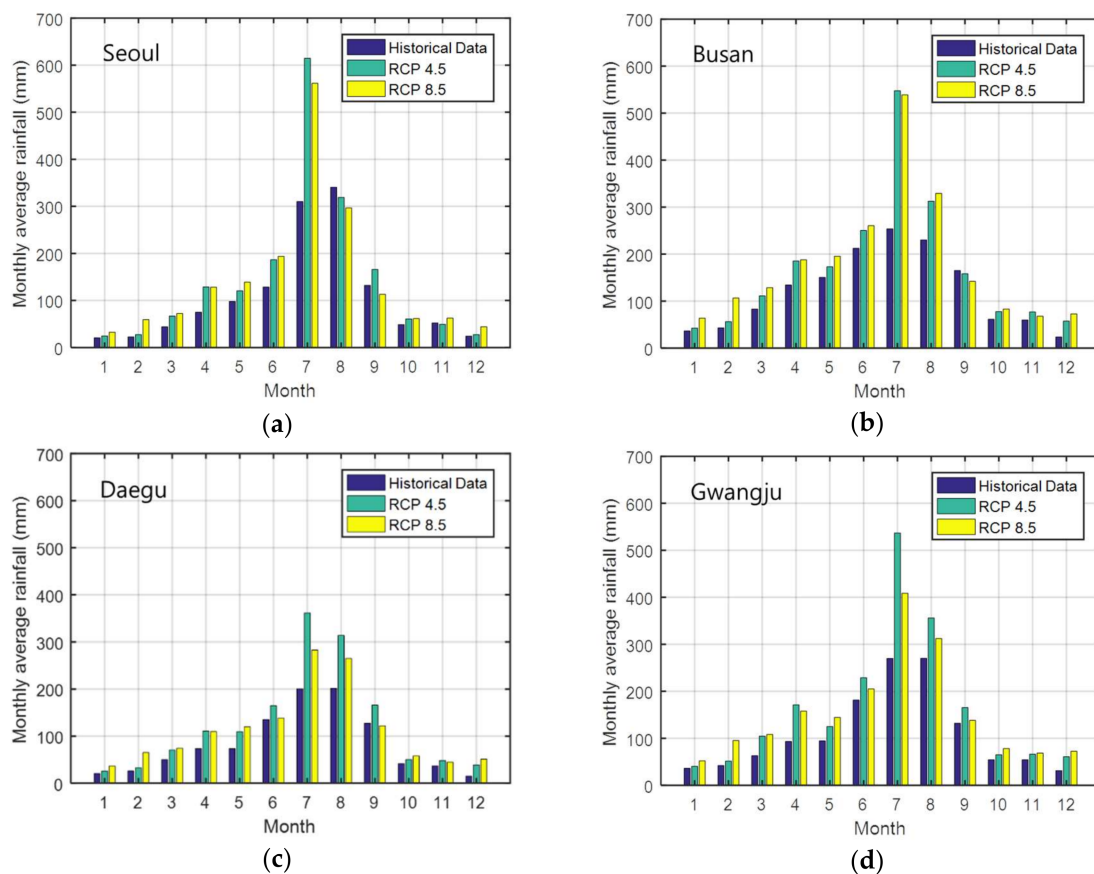 Seoul
Historical Data
RCP 4.5
RCP 8.5
Monthly average rainfall (mm)
700
600
500
400
300
200
100
0
1 2 3 4 5 6 7 8 9 10 11 12
Month
(a)
Busan
Historical Data
RCP 4.5
RCP 8.5
Monthly average rainfall (mm)
700
600
500
400
300
200
100
0
1 2 3 4 5 6 7 8 9 10 11 12
Month
(b)
Daegu
Historical Data
RCP 4.5
RCP 8.5
Monthly average rainfall (mm)
700
600
500
400
300
200
100
0
1 2 3 4 5 6 7 8 9 10 11 12
Month
(c)
Gwangju
Historical Data
RCP 4.5
RCP 8.5
Monthly average rainfall (mm)
700
600
500
400
300
200
100
0
1 2 3 4 5 6 7 8 9 10 11 12
Month
(d)